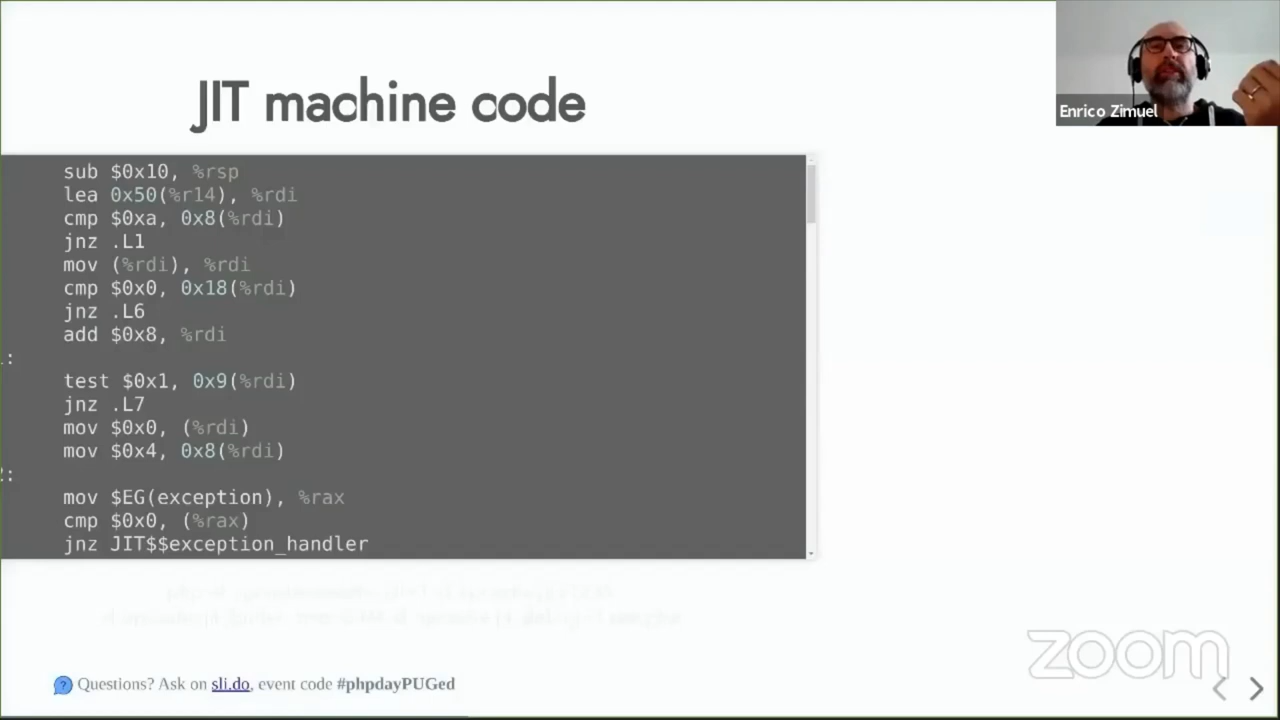 JIT machine code
Enrico Zimuel
sub $0x10, %rsp
lea 0x50(%r14), %rdi
cmp $0xa, 0x8(%rdi)
jnz .L1
mov (%rdi), %rdi
cmp $0x0, 0x18(%rdi)
jnz .L6
add $0x8, %rdi
:
test $0x1, 0x9(%rdi)
jnz .L7
mov $0x0, (%rdi)
mov $0x4, 0x8(%rdi)
:
mov $EG(exception), %rax
cmp $0x0, (%rax)
jnz JIT$$exception_handler
? Questions? Ask on sli.do, event code #phpdayPUGed
zoom